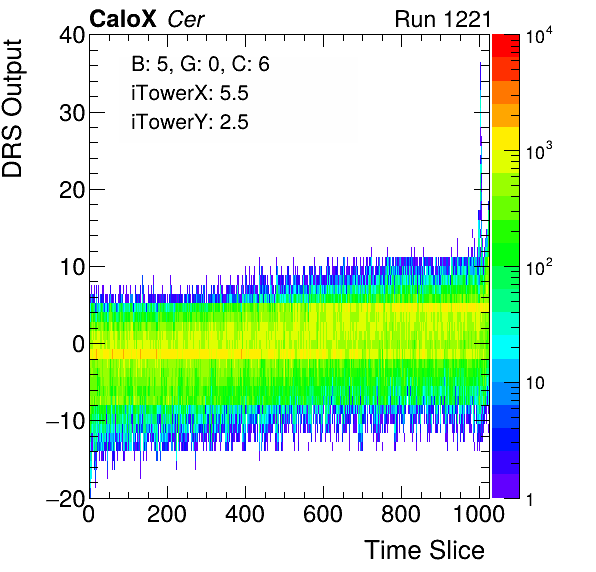 CaloX Cer Run 1221
DRS Output
B: 5, G: 0, C: 6
iTowerX: 5.5
iTowerY: 2.5
40
30
20
10
0
−10
−20
0 200 400 600 800 1000
Time Slice
10⁴
10³
10²
10
1